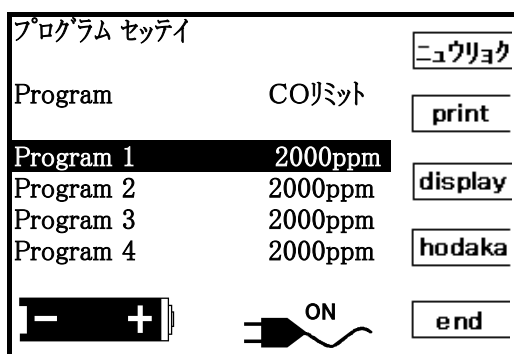 プログラム セッテイ
Program COリミット
Program 1 2000ppm
Program 2 2000ppm
Program 3 2000ppm
Program 4 2000ppm
− +
ON
ニュウリョク
print
display
hodaka
end